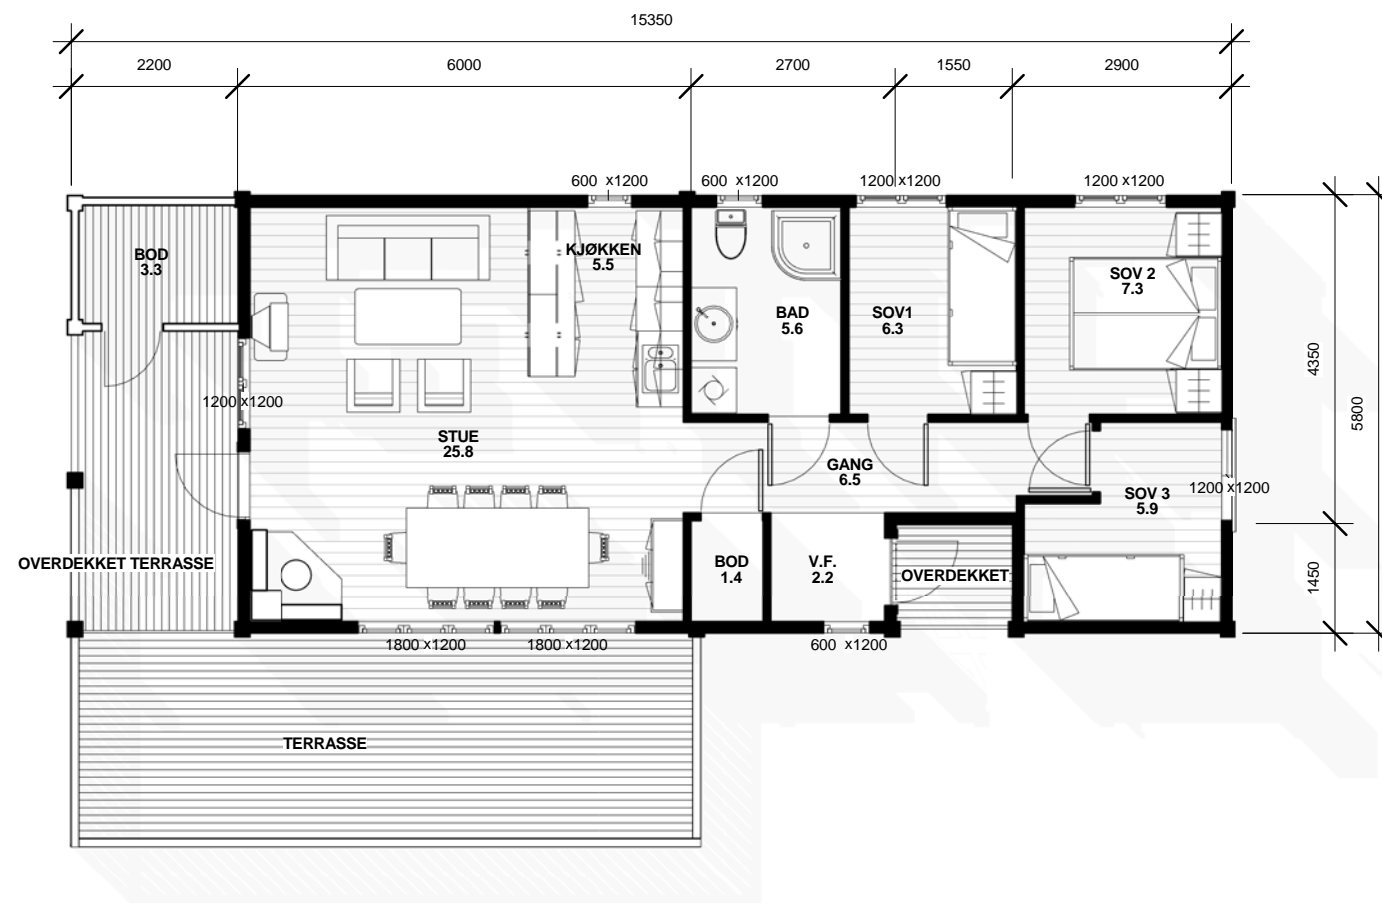 15350
2200
6000
2700
1550
2900
600 x1200
600 x1200
1200 x1200
1200 x1200
BOD
3.3
KJØKKEN
5.5
BAD
5.6
SOV1
6.3
SOV 2
7.3
4350
5800
1200 x1200
STUE
25.8
GANG
6.5
SOV 3
5.9
1200 x1200
OVERDEKKET TERRASSE
BOD
1.4
V.F.
2.2
OVERDEKKET
1450
1800 x1200
1800 x1200
600 x1200
TERRASSE